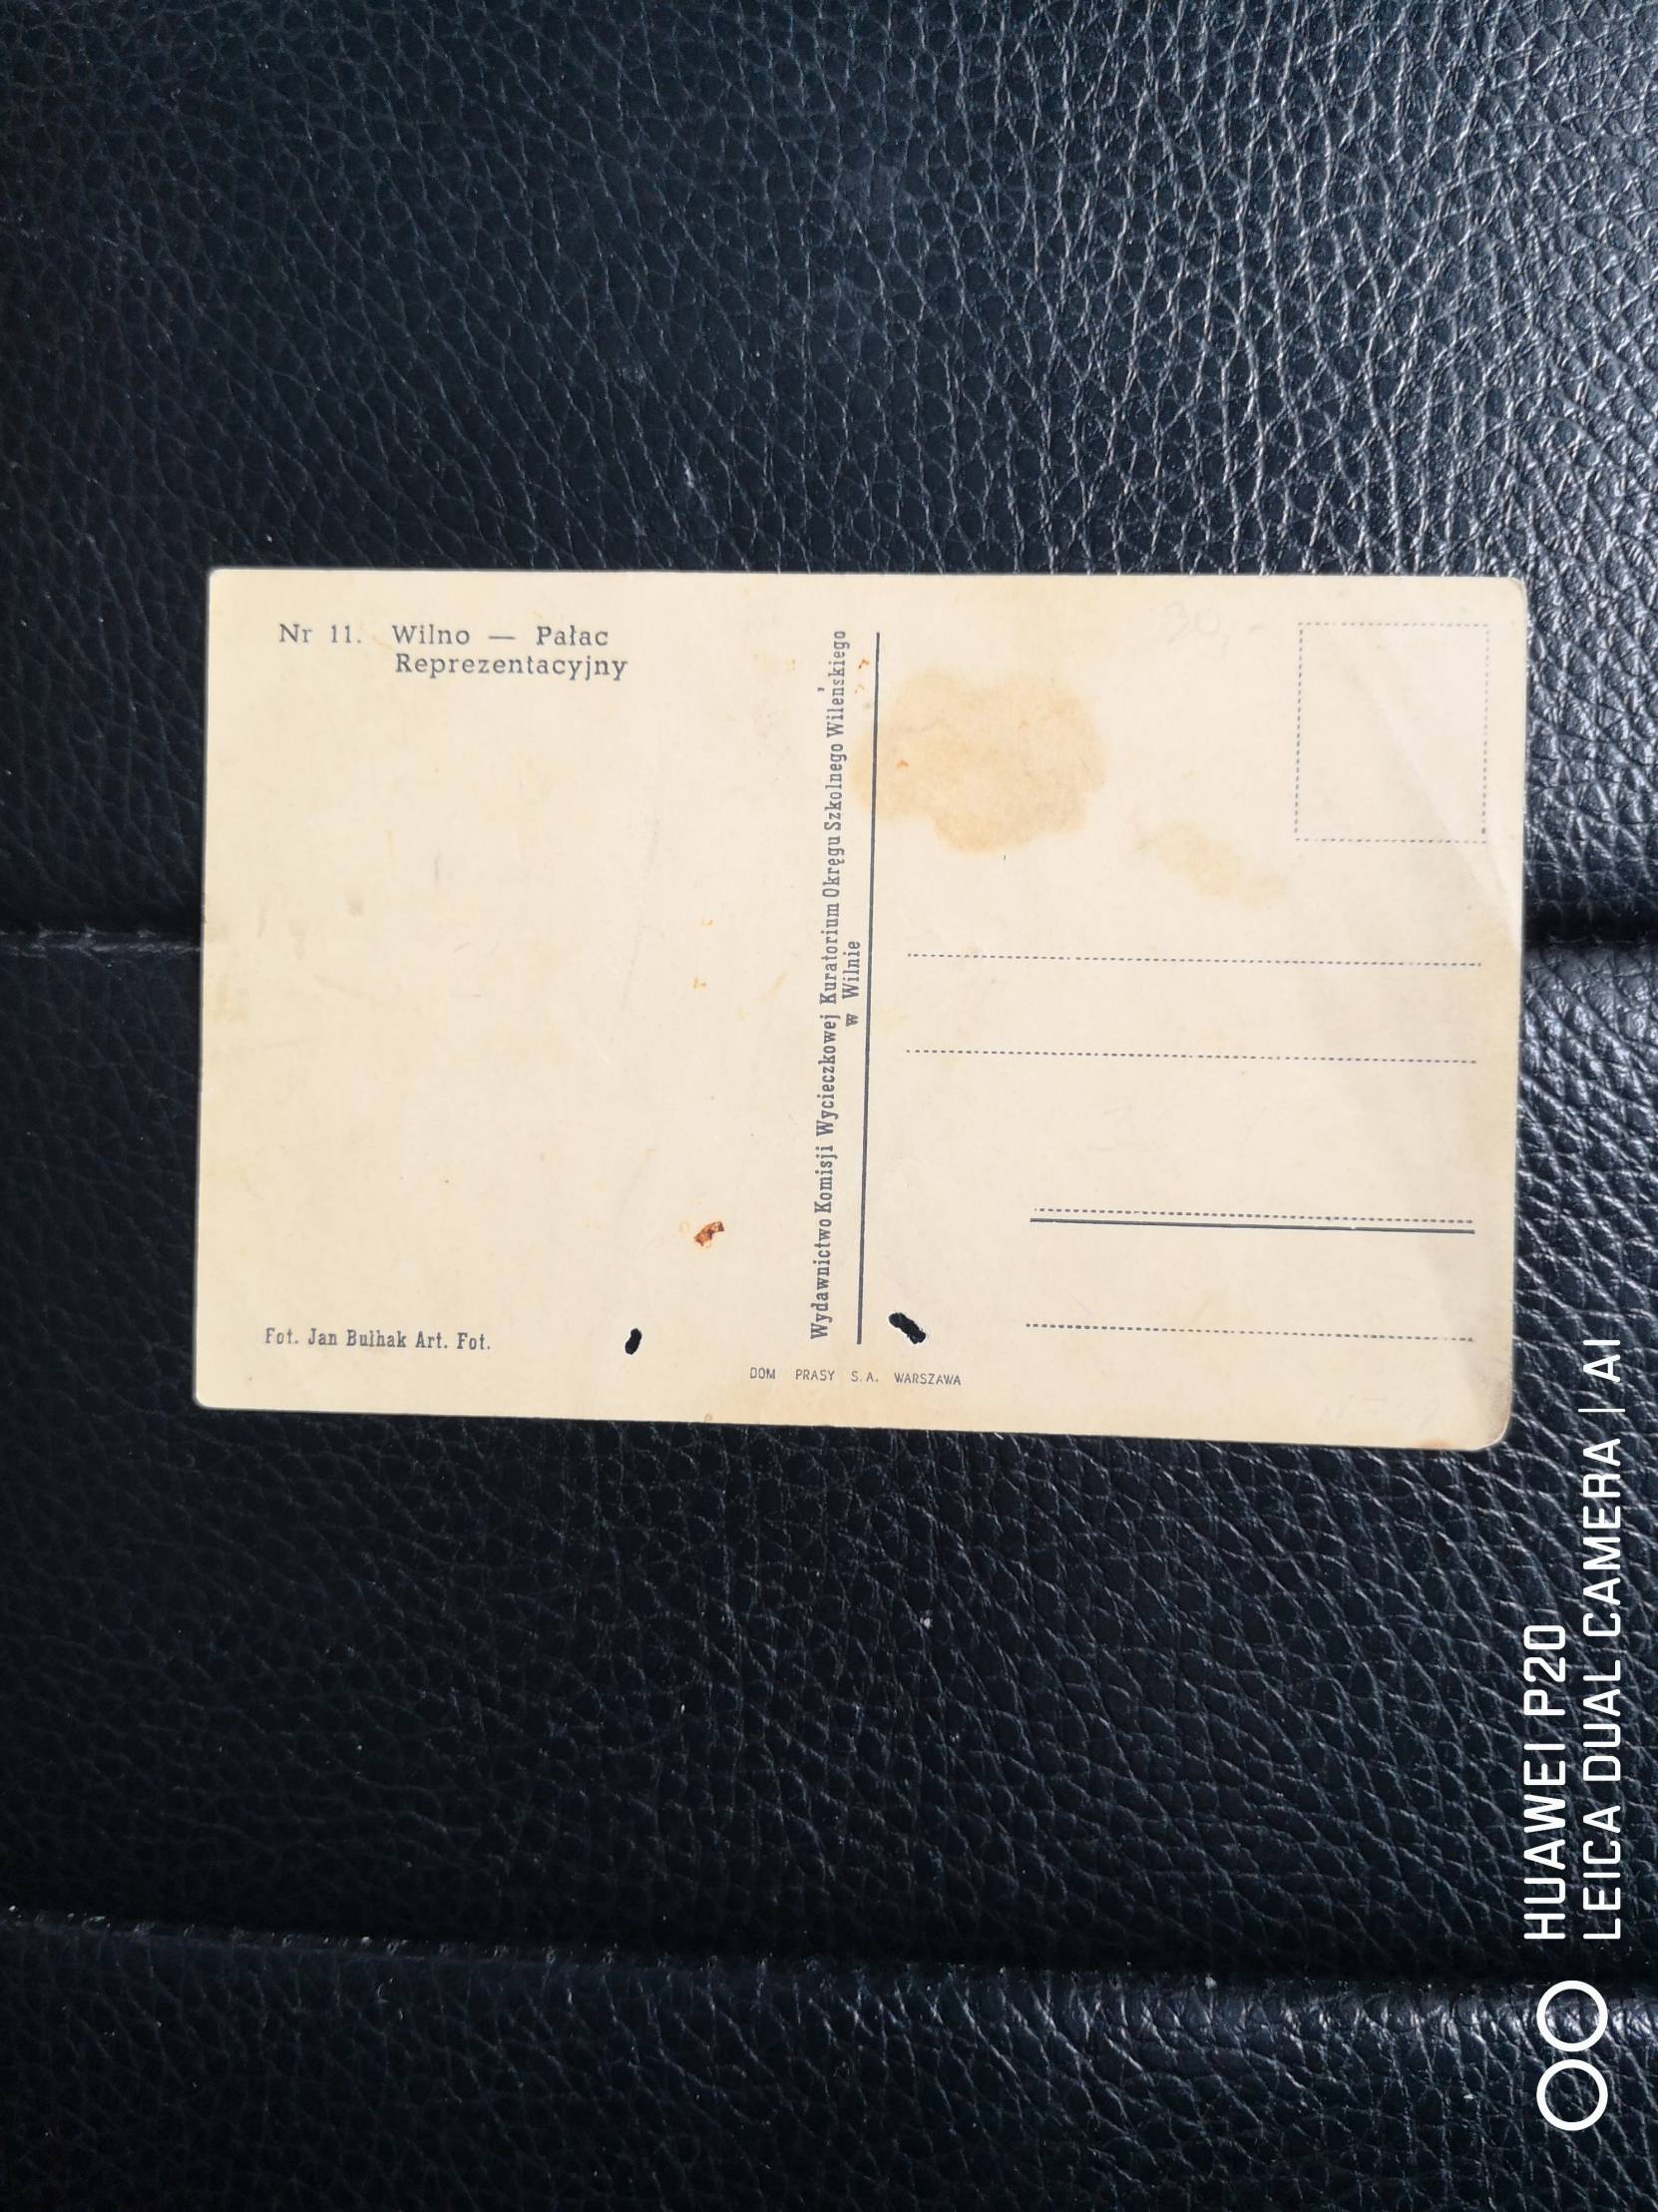 Nr 11. Wilno — Pałac
Reprezentacyjny
Wydawnictwo Komisji Wycieczkowej Kuratorium Okręgu Szkolnego Wileńskiego
w Wilnie
30,-
Fot. Jan Bułhak Art. Fot.
DOM PRASY S.A. WARSZAWA
HUAWEI P20
LEICA DUAL CAMERA | AI